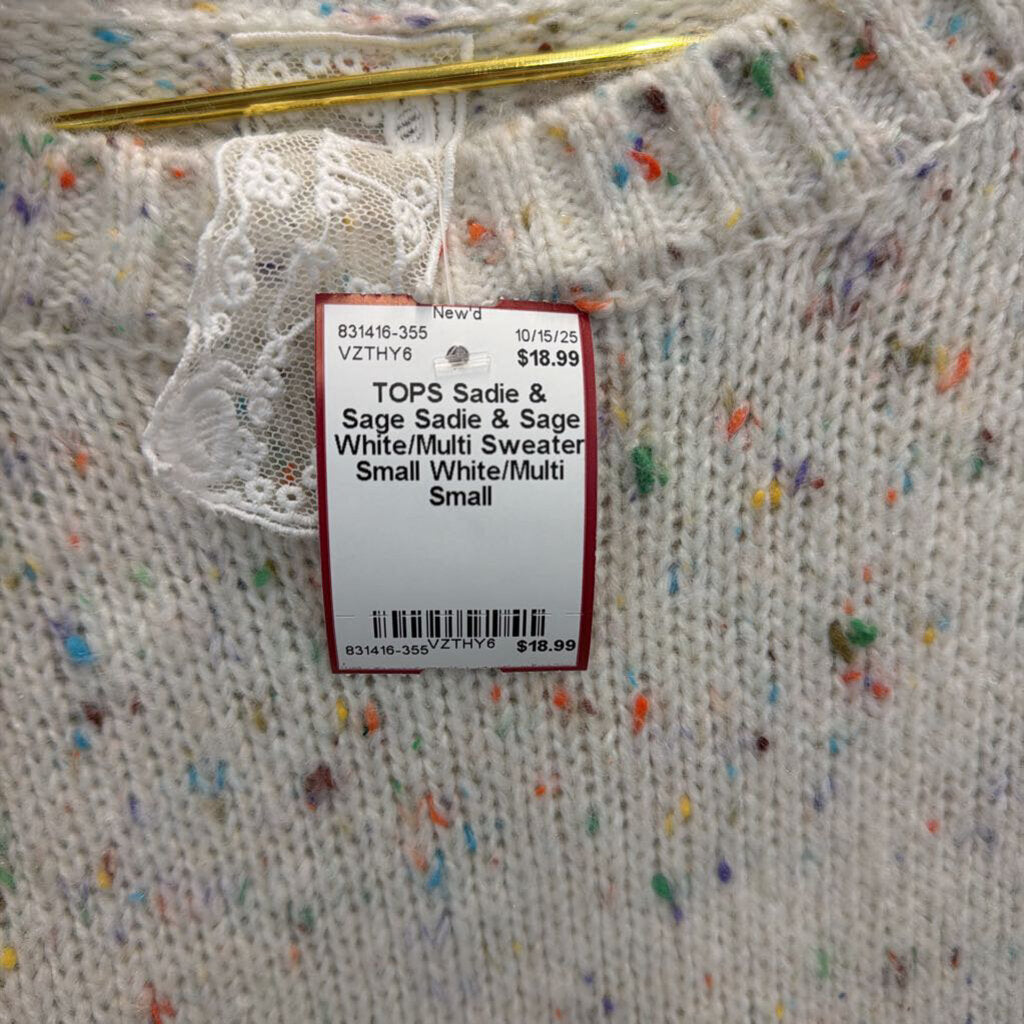 New'd
831416-355 10/15/25
VZTHY6 $18.99
TOPS Sadie &
Sage Sadie & Sage
White/Multi Sweater
Small White/Multi
Small
831416-355 VZTHY6 $18.99